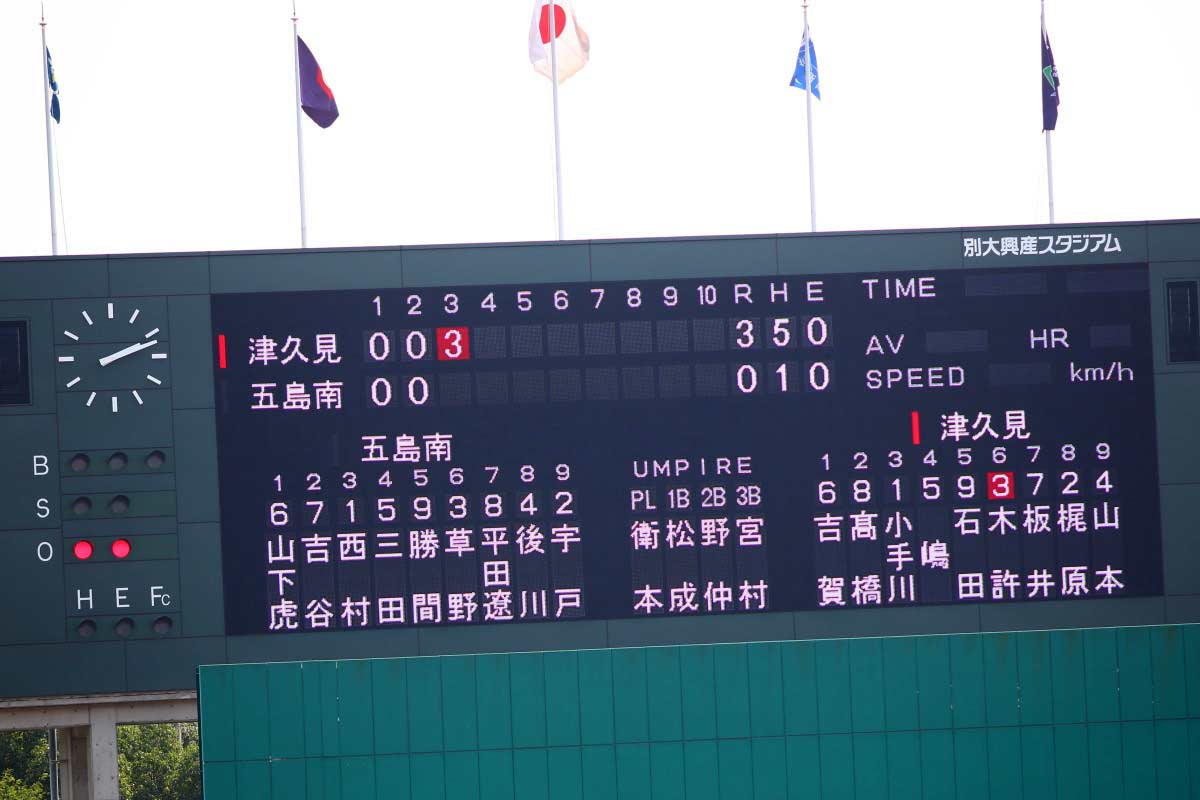 別大興産スタジアム
1 2 3 4 5 6 7 8 9 10 R H E
津久見 0 0 3 3 5 0
五島南 0 0 0 1 0
TIME
AV HR
SPEED km/h
B
S
O
H E Fc
五島南
1 2 3 4 5 6 7 8 9
6 7 1 5 9 3 8 4 2
山下虎 吉谷 西村 三田 勝間 草野 平田遼 後川 宇戸
UMPIRE
PL 1B 2B 3B
衛本 松成 野仲 宮村
津久見
1 2 3 4 5 6 7 8 9
6 8 1 5 9 3 7 2 4
吉賀 髙橋 小手川 嶋 石田 木許 板井 梶原 山本